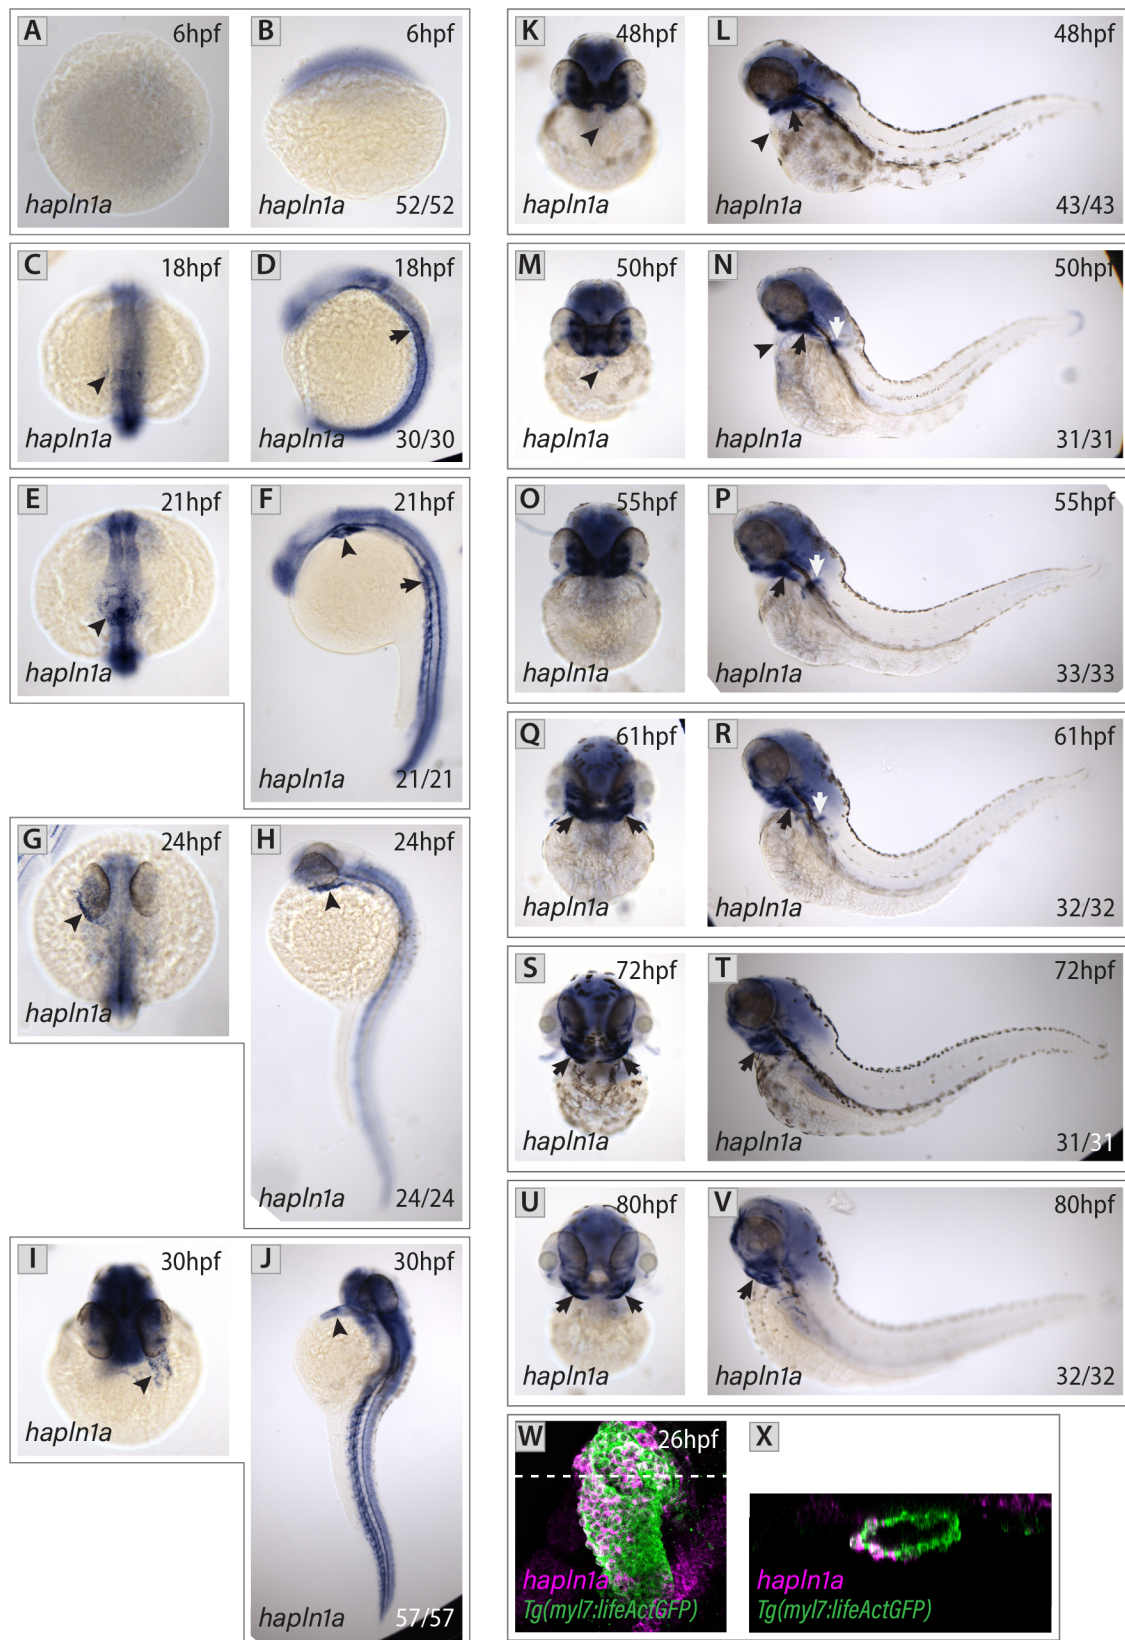 A 6hpf
hapln1a
B 6hpf
hapln1a 52/52
C 18hpf
hapln1a
D 18hpf
hapln1a 30/30
E 21hpf
hapln1a
F 21hpf
hapln1a 21/21
G 24hpf
hapln1a
H 24hpf
hapln1a 24/24
I 30hpf
hapln1a
J 30hpf
hapln1a 57/57
K 48hpf
hapln1a
L 48hpf
hapln1a 43/43
M 50hpf
hapln1a
N 50hpf
hapln1a 31/31
O 55hpf
hapln1a
P 55hpf
hapln1a 33/33
Q 61hpf
hapln1a
R 61hpf
hapln1a 32/32
S 72hpf
hapln1a
T 72hpf
hapln1a 31/31
U 80hpf
hapln1a
V 80hpf
hapln1a 32/32
W 26hpf
hapln1a
Tg(myl7:lifeActGFP)
X
hapln1a
Tg(myl7:lifeActGFP)